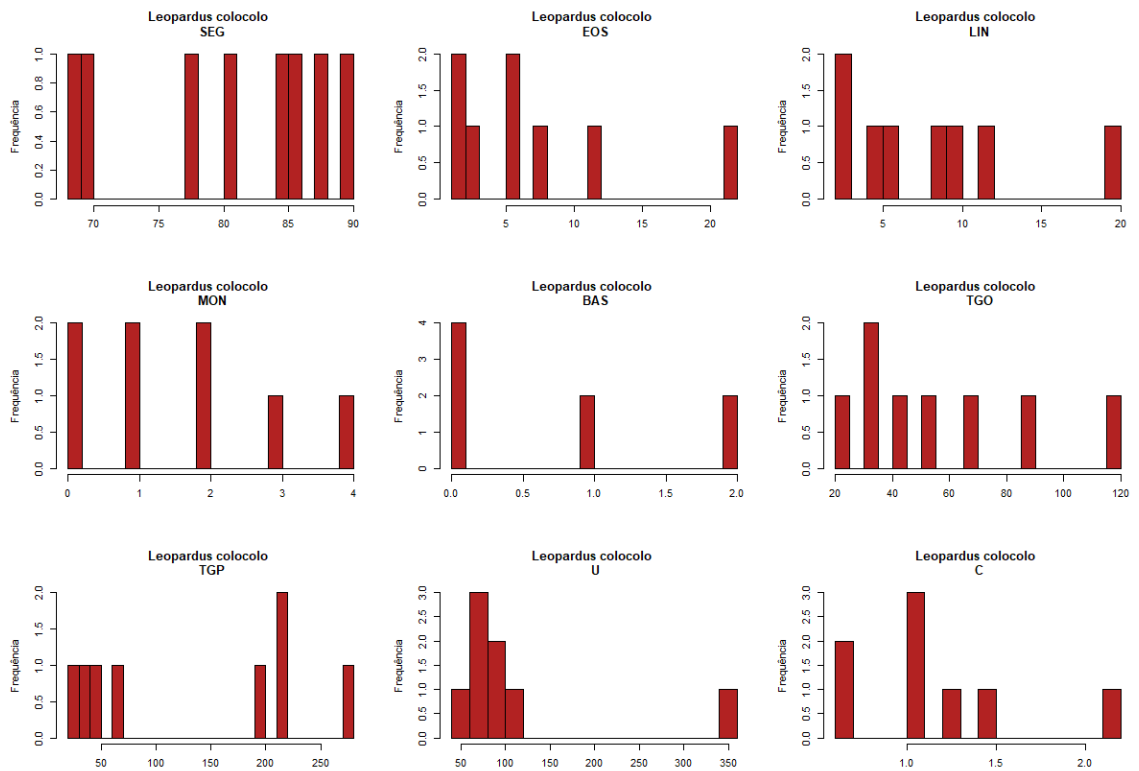 Leopardus colocolo
SEG
Frequência
0.0 0.2 0.4 0.6 0.8 1.0
70 75 80 85 90
Leopardus colocolo
EOS
Frequência
0.0 0.5 1.0 1.5 2.0
5 10 15 20
Leopardus colocolo
LIN
Frequência
0.0 0.5 1.0 1.5 2.0
5 10 15 20
Leopardus colocolo
MON
Frequência
0.0 0.5 1.0 1.5 2.0
0 1 2 3 4
Leopardus colocolo
BAS
Frequência
0 1 2 3 4
0.0 0.5 1.0 1.5 2.0
Leopardus colocolo
TGO
Frequência
0.0 0.5 1.0 1.5 2.0
20 40 60 80 100 120
Leopardus colocolo
TGP
Frequência
0.0 0.5 1.0 1.5 2.0
50 100 150 200 250
Leopardus colocolo
U
Frequência
0.0 0.5 1.0 1.5 2.0 2.5 3.0
50 100 150 200 250 300 350
Leopardus colocolo
C
Frequência
0.0 0.5 1.0 1.5 2.0 2.5 3.0
1.0 1.5 2.0